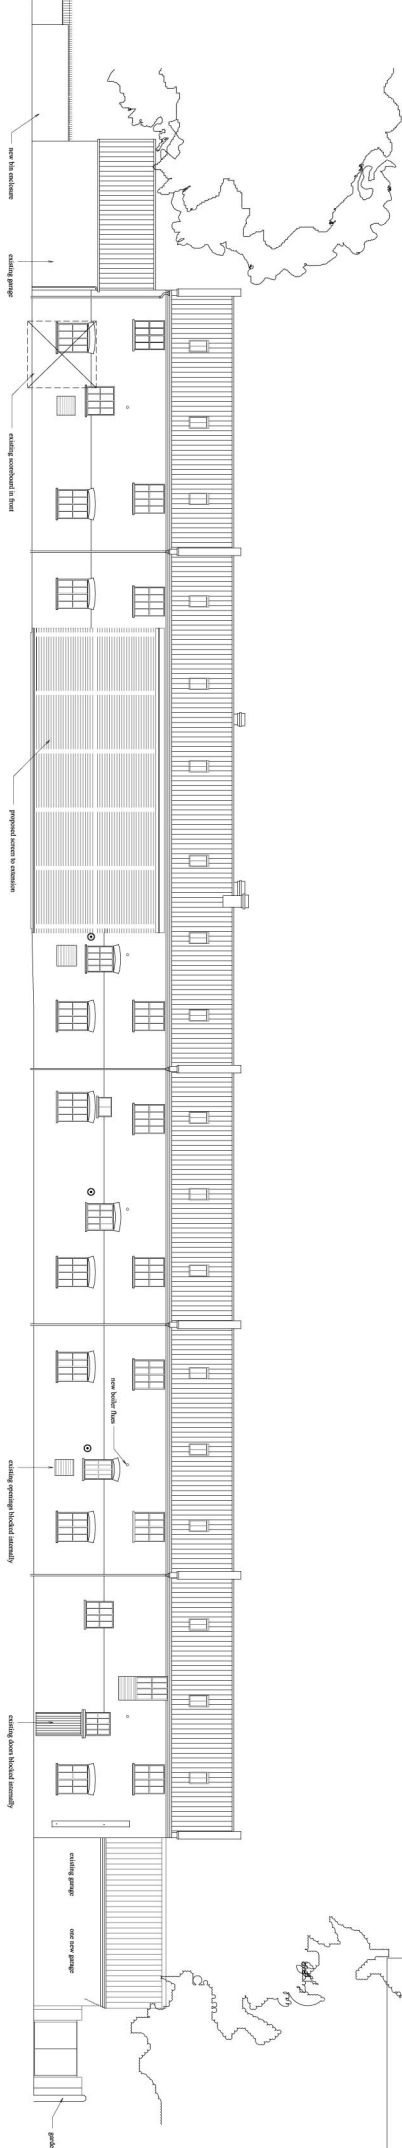 new bin enclosure
existing garage
existing scoreboard in front
proposed screen to extension
new boiler flues
existing openings blocked internally
existing doors blocked internally
existing garage
one new garage
garde